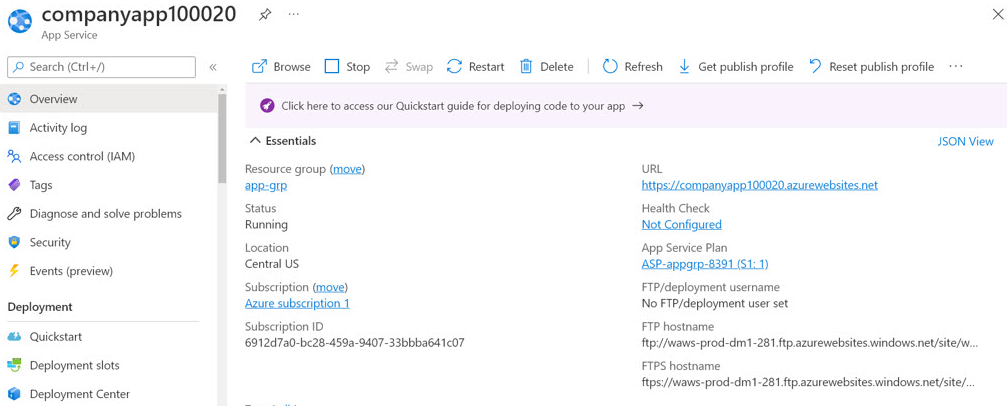 companyapp100020
App Service
Search (Ctrl+/)
Overview
Activity log
Access control (IAM)
Tags
Diagnose and solve problems
Security
Events (preview)
Deployment
Quickstart
Deployment slots
Deployment Center
Browse Stop Swap Restart Delete Refresh Get publish profile Reset publish profile ...
Click here to access our Quickstart guide for deploying code to your app →
Essentials JSON View
Resource group (move)
app-grp
Status
Running
Location
Central US
Subscription (move)
Azure subscription 1
Subscription ID
6912d7a0-bc28-459a-9407-33bbba641c07
URL
https://companyapp100020.azurewebsites.net
Health Check
Not Configured
App Service Plan
ASP-appgrp-8391 (S1: 1)
FTP/deployment username
No FTP/deployment user set
FTP hostname
ftp://waws-prod-dm1-281.ftp.azurewebsites.windows.net/site/w...
FTPS hostname
ftps://waws-prod-dm1-281.ftp.azurewebsites.windows.net/site/...